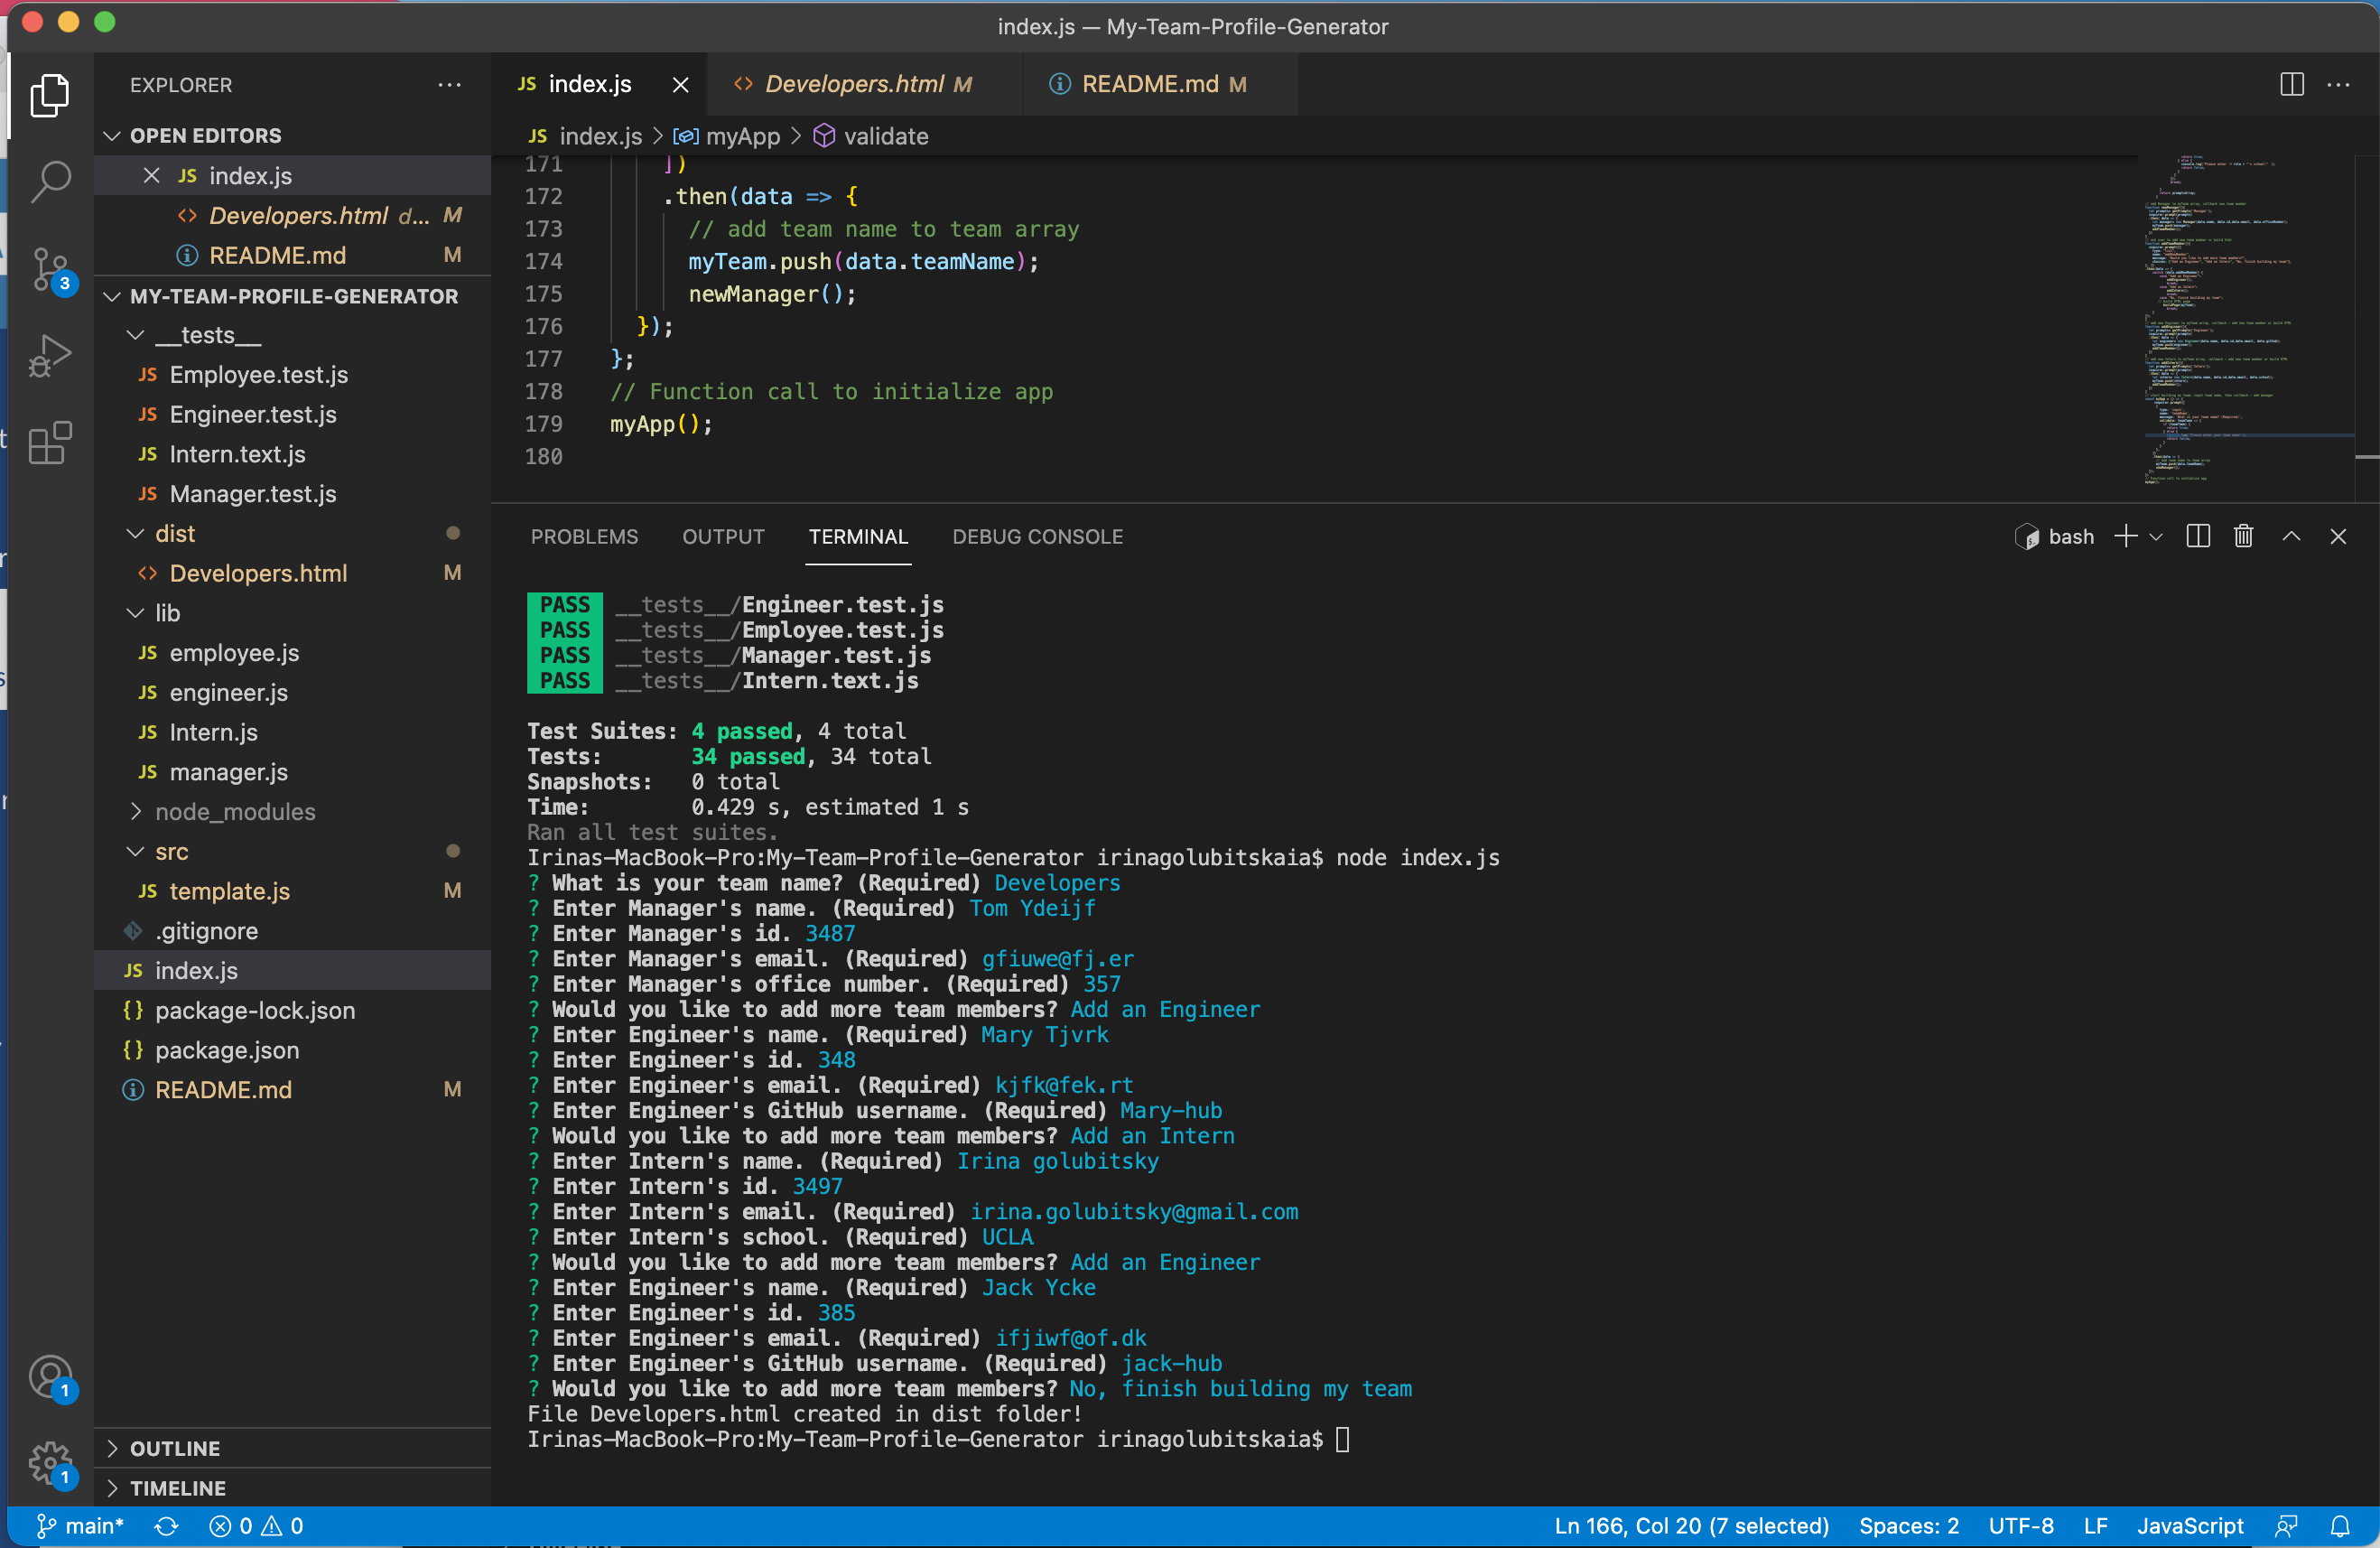 index.js — My-Team-Profile-Generator
EXPLORER
OPEN EDITORS
JS index.js
Developers.html d... M
README.md M
MY-TEAM-PROFILE-GENERATOR
__tests__
JS Employee.test.js
JS Engineer.test.js
JS Intern.text.js
JS Manager.test.js
dist
Developers.html M
lib
JS employee.js
JS engineer.js
JS Intern.js
JS manager.js
node_modules
src
JS template.js M
.gitignore
JS index.js
{} package-lock.json
{} package.json
README.md M
OUTLINE
TIMELINE
3
1
1
JS index.js
Developers.html M
README.md M
JS index.js > myApp > validate
171 ])
172 .then(data => {
173 // add team name to team array
174 myTeam.push(data.teamName);
175 newManager();
176 });
177 };
178 // Function call to initialize app
179 myApp();
180
PROBLEMS OUTPUT TERMINAL DEBUG CONSOLE
bash
PASS __tests__/Engineer.test.js
PASS __tests__/Employee.test.js
PASS __tests__/Manager.test.js
PASS __tests__/Intern.text.js
Test Suites: 4 passed, 4 total
Tests: 34 passed, 34 total
Snapshots: 0 total
Time: 0.429 s, estimated 1 s
Ran all test suites.
Irinas-MacBook-Pro:My-Team-Profile-Generator irinagolubitskaia$ node index.js
? What is your team name? (Required) Developers
? Enter Manager's name. (Required) Tom Ydeijf
? Enter Manager's id. 3487
? Enter Manager's email. (Required) gfiuwe@fj.er
? Enter Manager's office number. (Required) 357
? Would you like to add more team members? Add an Engineer
? Enter Engineer's name. (Required) Mary Tjvrk
? Enter Engineer's id. 348
? Enter Engineer's email. (Required) kjfk@fek.rt
? Enter Engineer's GitHub username. (Required) Mary-hub
? Would you like to add more team members? Add an Intern
? Enter Intern's name. (Required) Irina golubitsky
? Enter Intern's id. 3497
? Enter Intern's email. (Required) irina.golubitsky@gmail.com
? Enter Intern's school. (Required) UCLA
? Would you like to add more team members? Add an Engineer
? Enter Engineer's name. (Required) Jack Ycke
? Enter Engineer's id. 385
? Enter Engineer's email. (Required) ifjiwf@of.dk
? Enter Engineer's GitHub username. (Required) jack-hub
? Would you like to add more team members? No, finish building my team
File Developers.html created in dist folder!
Irinas-MacBook-Pro:My-Team-Profile-Generator irinagolubitskaia$
main* 0 0 Ln 166, Col 20 (7 selected) Spaces: 2 UTF-8 LF JavaScript